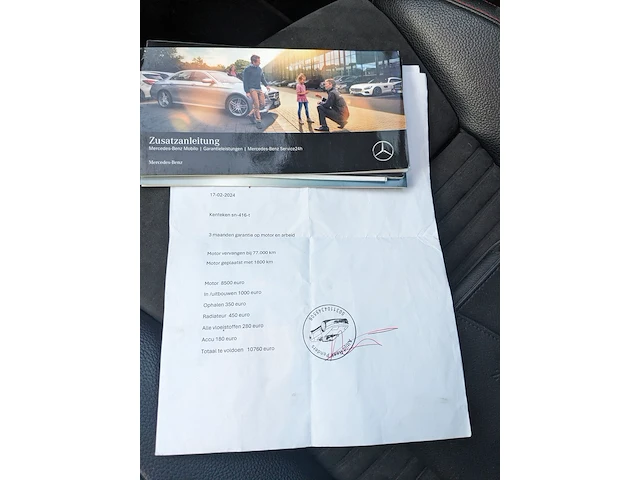 Zusatzanleitung
Mercedes-Benz Mobilo | Garantieleistungen | Mercedes-Benz Service24h
Mercedes-Benz
17-02-2024
Kenteken sn-416-r
3 maanden garantie op motor en arbeid
Motor vervangen bij 77.000 km
Motor geplaatst met 1600 km
Motor 8500 euro
In /uitbouwen 1000 euro
Ophalen 350 euro
Radiateur 450 euro
Alle vloeistoffen 280 euro
Accu 180 euro
Totaal te voldoen 10760 euro